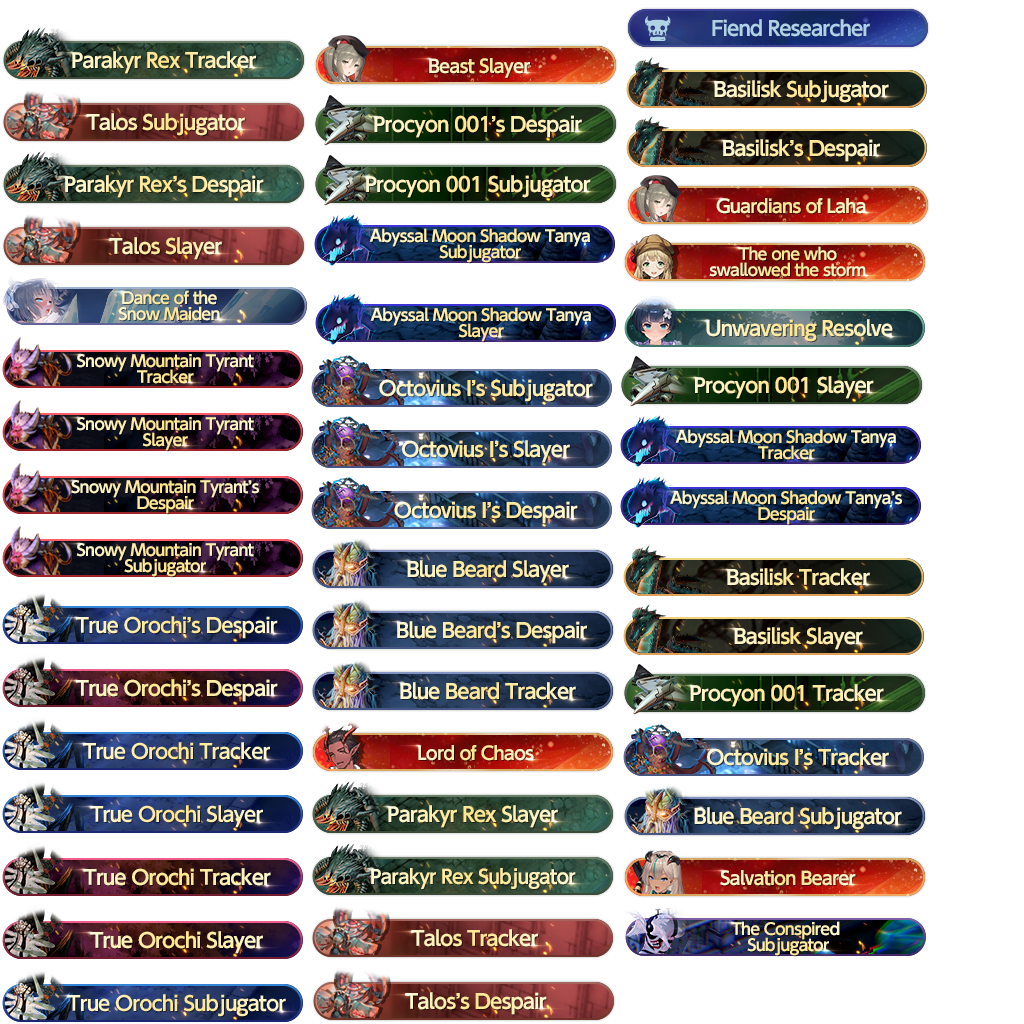 Parakyr Rex Tracker
Talos Subjugator
Parakyr Rex's Despair
Talos Slayer
Dance of the
Snow Maiden
Snowy Mountain Tyrant
Tracker
Snowy Mountain Tyrant
Slayer
Snowy Mountain Tyrant's
Despair
Snowy Mountain Tyrant
Subjugator
True Orochi's Despair
True Orochi's Despair
True Orochi Tracker
True Orochi Slayer
True Orochi Tracker
True Orochi Slayer
True Orochi Subjugator
Beast Slayer
Procyon 001's Despair
Procyon 001 Subjugator
Abyssal Moon Shadow Tanya
Subjugator
Abyssal Moon Shadow Tanya
Slayer
Octovius I's Subjugator
Octovius I's Slayer
Octovius I's Despair
Blue Beard Slayer
Blue Beard's Despair
Blue Beard Tracker
Lord of Chaos
Parakyr Rex Slayer
Parakyr Rex Subjugator
Talos Tracker
Talos's Despair
Fiend Researcher
Basilisk Subjugator
Basilisk's Despair
Guardians of Laha
The one who
swallowed the storm
Unwavering Resolve
Procyon 001 Slayer
Abyssal Moon Shadow Tanya
Tracker
Abyssal Moon Shadow Tanya's
Despair
Basilisk Tracker
Basilisk Slayer
Procyon 001 Tracker
Octovius I's Tracker
Blue Beard Subjugator
Salvation Bearer
The Conspired
Subjugator